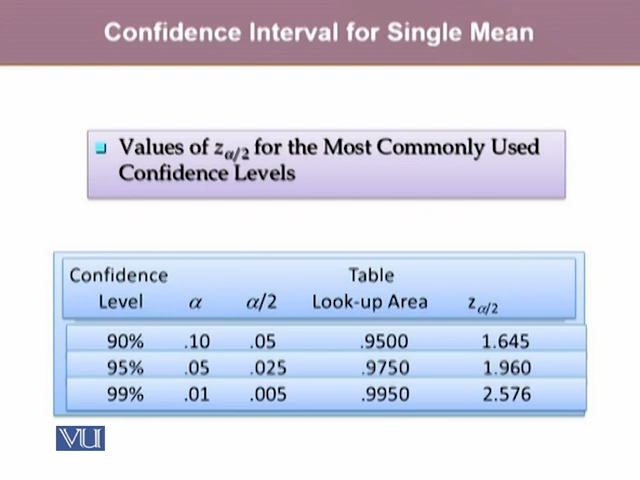 Confidence Interval for Single Mean
Values of zα/2 for the Most Commonly Used
Confidence Levels
Confidence Table
Level α α/2 Look-up Area zα/2
90% .10 .05 .9500 1.645
95% .05 .025 .9750 1.960
99% .01 .005 .9950 2.576
VU